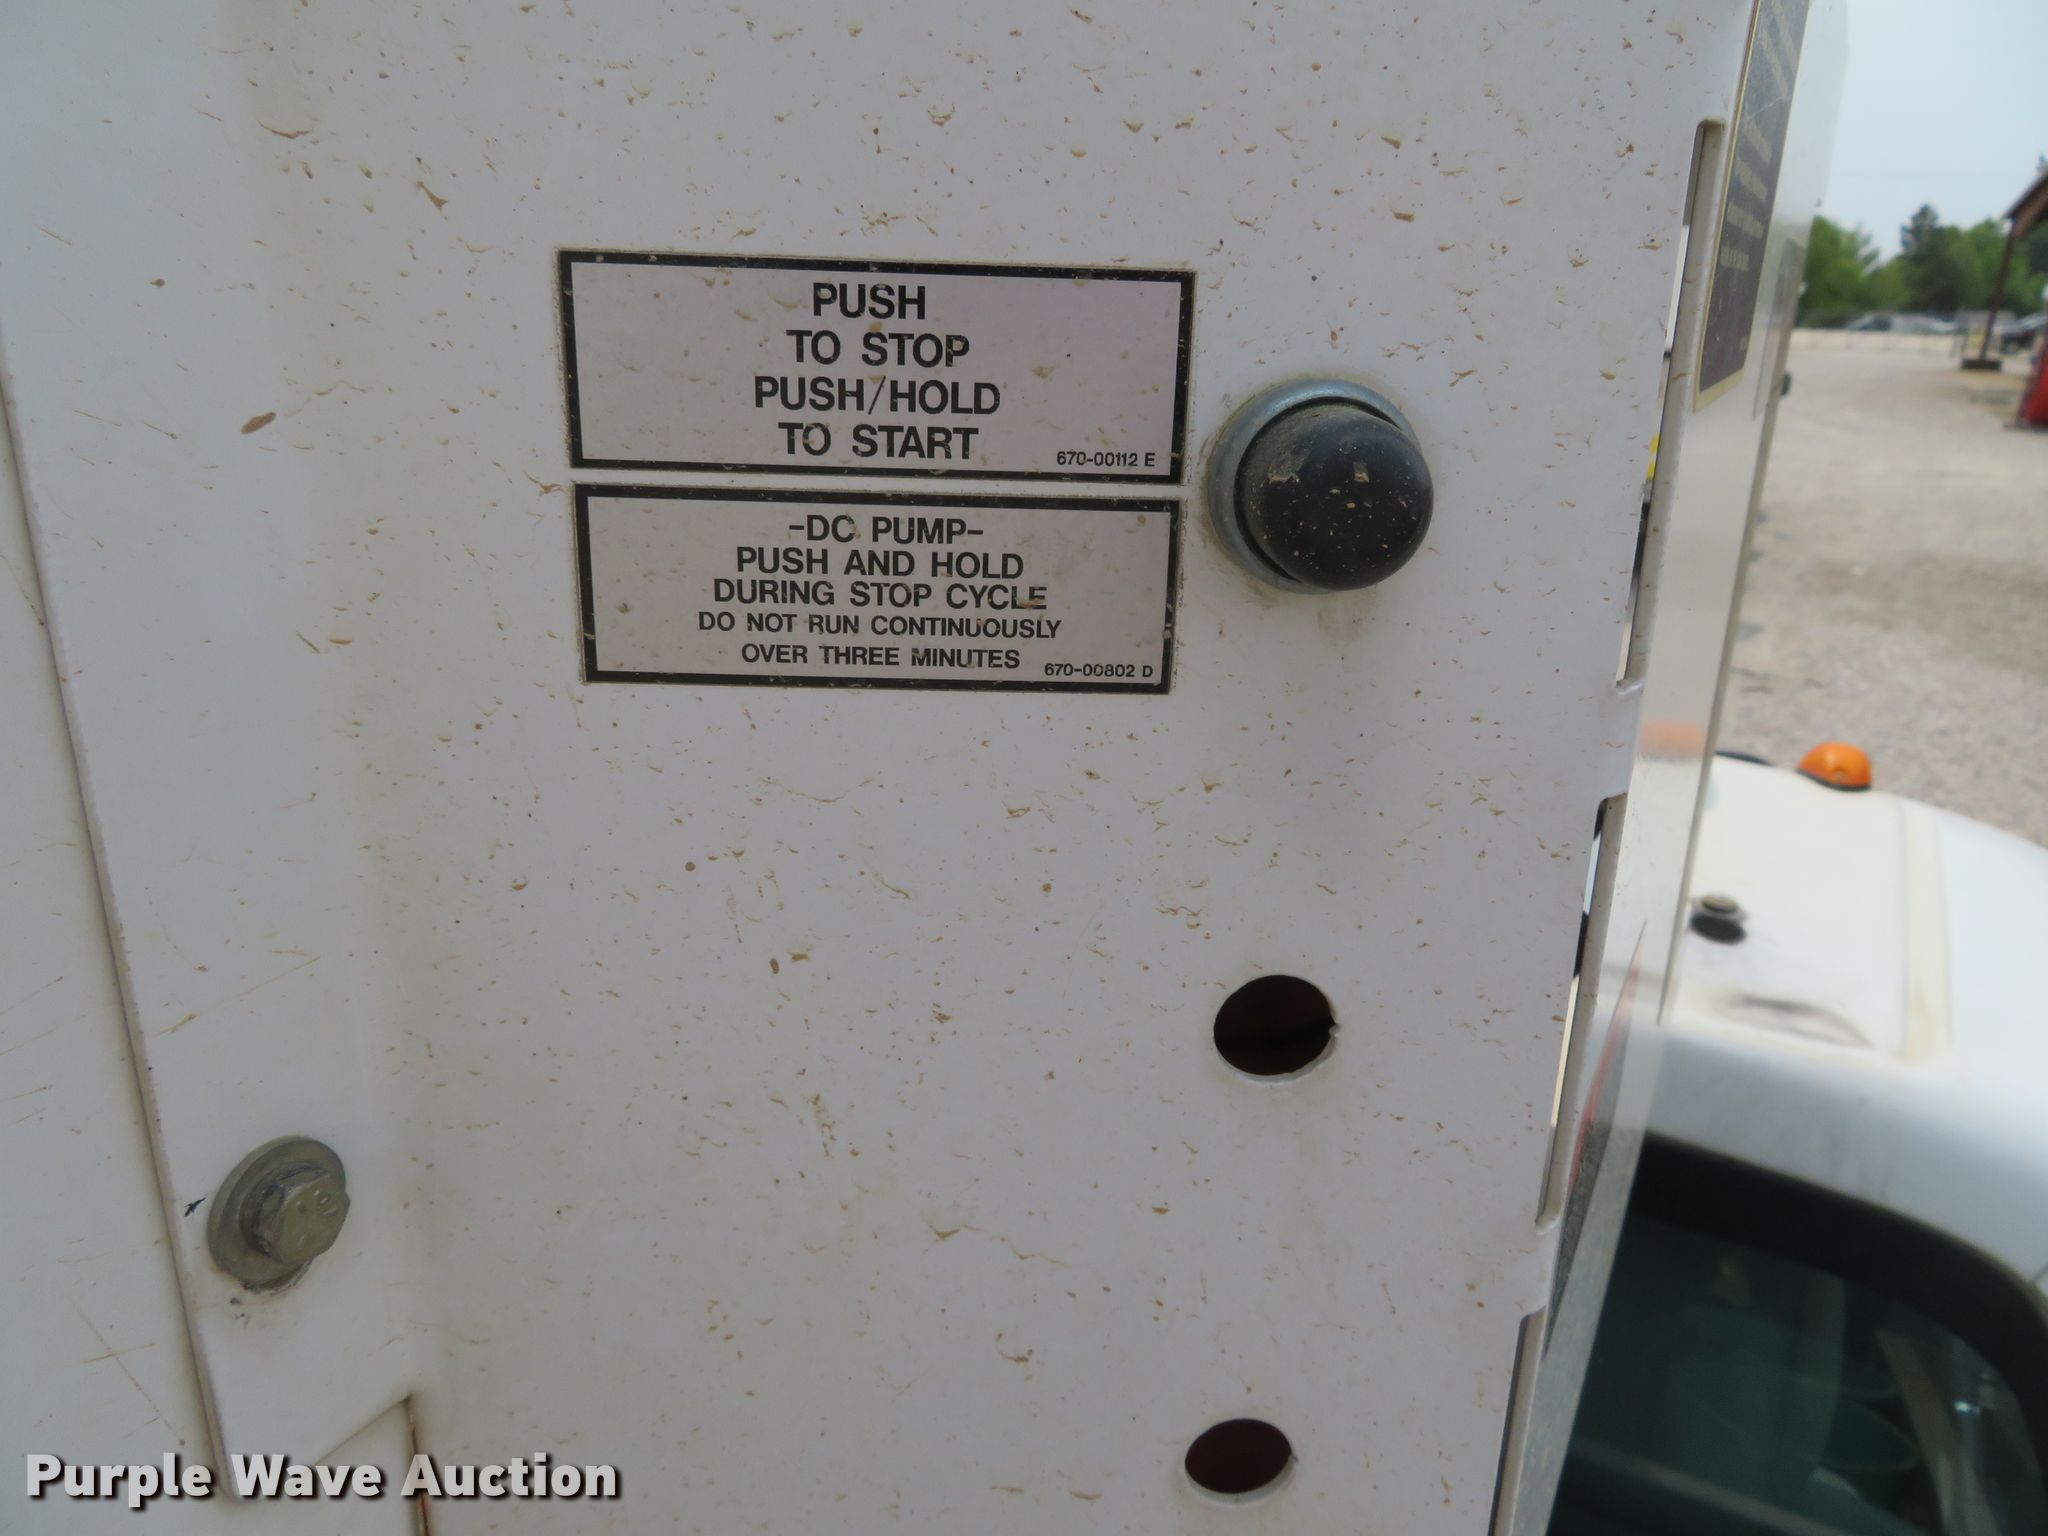 PUSH
TO STOP
PUSH/HOLD
TO START
670-00112 E
-DC PUMP-
PUSH AND HOLD
DURING STOP CYCLE
DO NOT RUN CONTINUOUSLY
OVER THREE MINUTES
670-00802 D
Purple Wave Auction